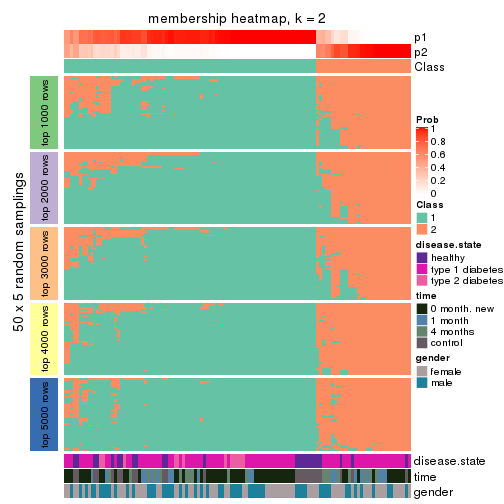 membership heatmap, k = 2
p1
p2
Class
50 x 5 random samplings
top 1000 rows
top 2000 rows
top 3000 rows
top 4000 rows
top 5000 rows
Prob
1
0.8
0.6
0.4
0.2
0
Class
1
2
disease.state
healthy
type 1 diabetes
type 2 diabetes
time
0 month. new
1 month
4 months
control
gender
female
male
disease.state
time
gender